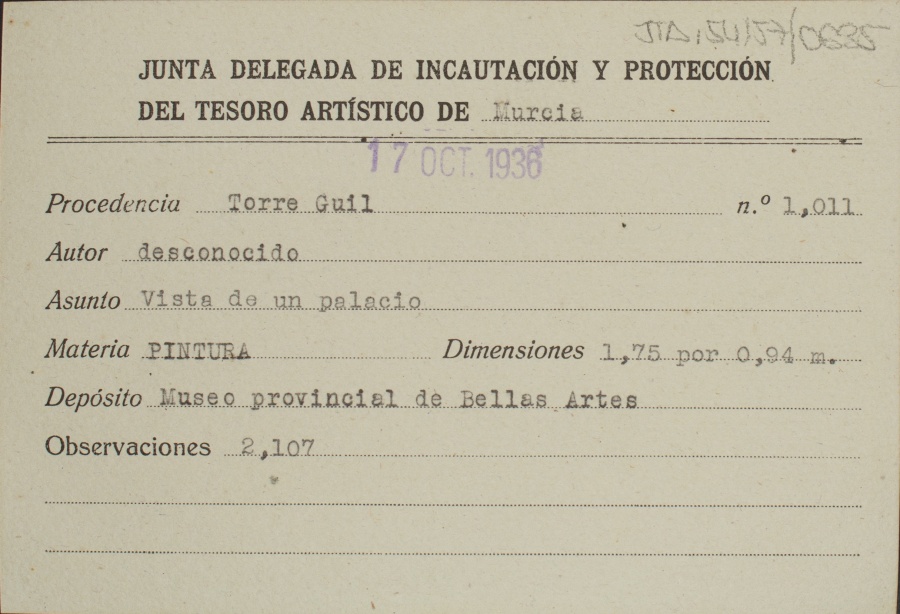 JTA, 54/57/0685
JUNTA DELEGADA DE INCAUTACIÓN Y PROTECCIÓN
DEL TESORO ARTÍSTICO DE Murcia
17 OCT. 1936
Procedencia Torre Guil n.º 1,011
Autor desconocido
Asunto Vista de un palacio
Materia PINTURA Dimensiones 1,75 por 0,94 m.
Depósito Museo provincial de Bellas Artes
Observaciones 2,107